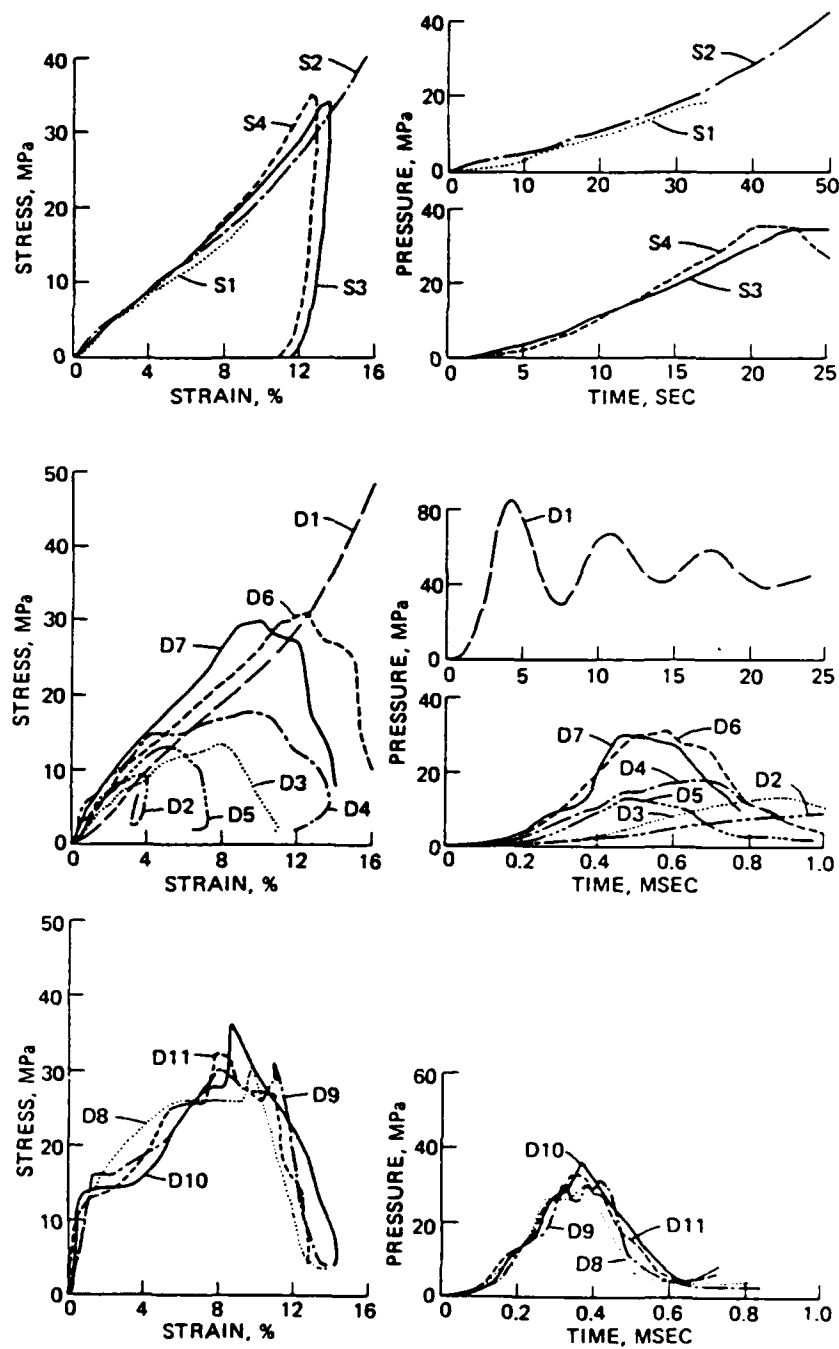 40
30
20
10
0
STRESS, MPa
S2
S4
S1
S3
0 4 8 12 16
STRAIN, %
40
20
0
S2
S1
0 10 20 30 40 50
PRESSURE, MPa
40
20
0
S4
S3
0 5 10 15 20 25
TIME, SEC
50
40
30
20
10
0
STRESS, MPa
D1
D6
D7
D2
D5
D3
D4
0 4 8 12 16
STRAIN, %
80
40
0
D1
0 5 10 15 20 25
PRESSURE, MPa
40
20
0
D7
D6
D4
D2
D5
D3
0 0.2 0.4 0.6 0.8 1.0
TIME, MSEC
50
40
30
20
10
0
STRESS, MPa
D11
D9
D8
D10
0 4 8 12 16
STRAIN, %
60
40
20
0
PRESSURE, MPa
D10
D9
D11
D8
0 0.2 0.4 0.6 0.8 1.0
TIME, MSEC